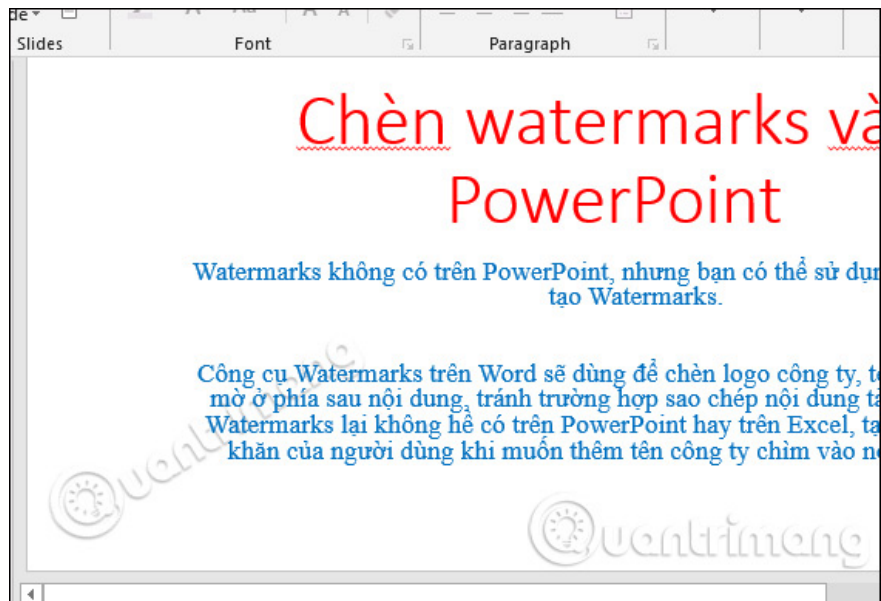 Slides Font Paragraph
Chèn watermarks và
PowerPoint
Watermarks không có trên PowerPoint, nhưng bạn có thể sử
tạo Watermarks.
Công cụ Watermarks trên Word sẽ dùng để chèn logo công ty,
mờ ở phía sau nội dung, tránh trường hợp sao chép nội dung
Watermarks lại không hề có trên PowerPoint hay trên Excel,
khăn của người dùng khi muốn thêm tên công ty chìm vào
Quantrimang
Quantrimang